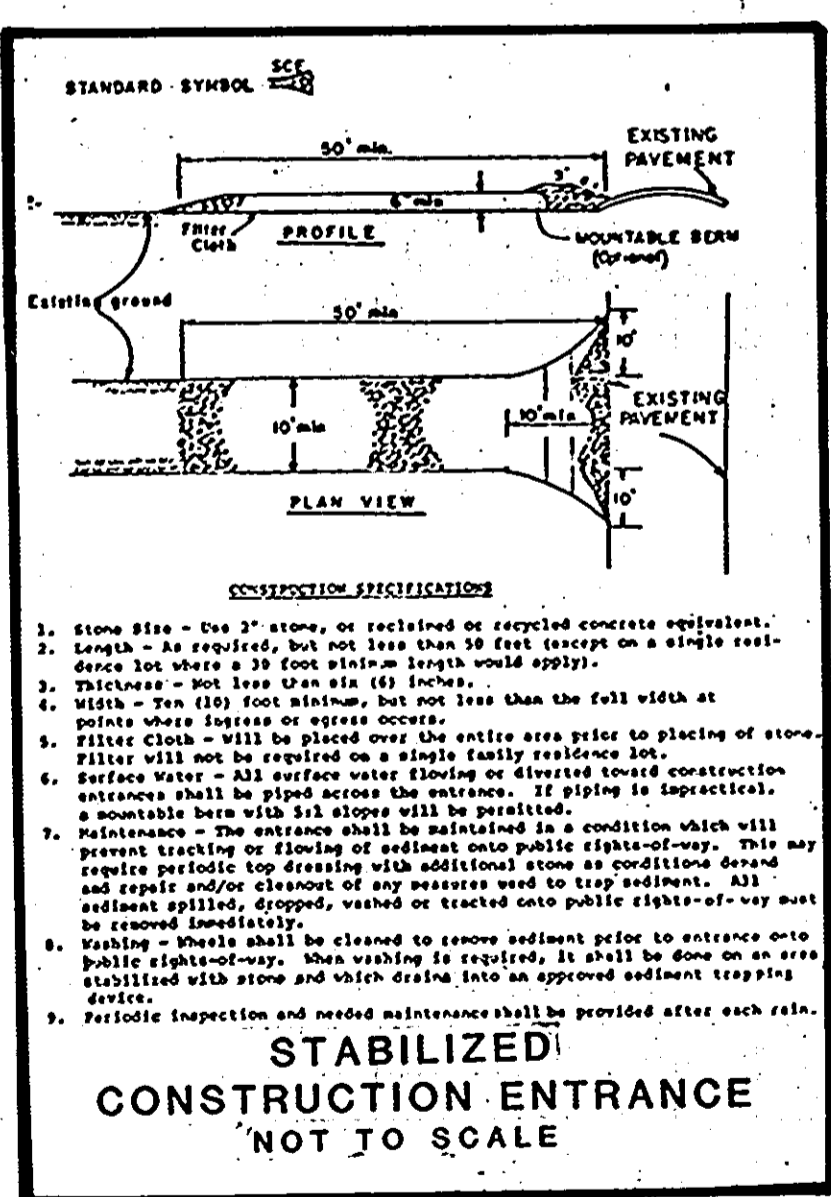 SCE
STANDARD SYMBOL
50' min.
EXISTING
PAVEMENT
6" min
Filter
Cloth
PROFILE
MOUNTABLE BERM
(Optional)
Existing ground
50' min
10'
10' min
10' min
EXISTING
PAVEMENT
10'
PLAN VIEW
CONSTRUCTION SPECIFICATIONS
1. Stone Size - Use 2" stone, or reclaimed or recycled concrete equivalent.
2. Length - As required, but not less than 50 feet (except on a single resi-
dence lot where a 30 foot minimum length would apply).
3. Thickness - Not less than six (6) inches.
4. Width - Ten (10) foot minimum, but not less than the full width at
points where ingress or egress occurs.
5. Filter Cloth - Will be placed over the entire area prior to placing of stone.
Filter will not be required on a single family residence lot.
6. Surface Water - All surface water flowing or diverted toward construction
entrances shall be piped across the entrance. If piping is impractical,
a mountable berm with 5:1 slopes will be permitted.
7. Maintenance - The entrance shall be maintained in a condition which will
prevent tracking or flowing of sediment onto public rights-of-way. This may
require periodic top dressing with additional stone as conditions demand
and repair and/or cleanout of any measures used to trap sediment. All
sediment spilled, dropped, washed or tracted onto public rights-of-way must
be removed immediately.
8. Washing - Wheels shall be cleaned to remove sediment prior to entrance onto
public rights-of-way. When washing is required, it shall be done on an area
stabilized with stone and which drains into an approved sediment trapping
device.
9. Periodic inspection and needed maintenance shall be provided after each rain.
STABILIZED
CONSTRUCTION ENTRANCE
NOT TO SCALE